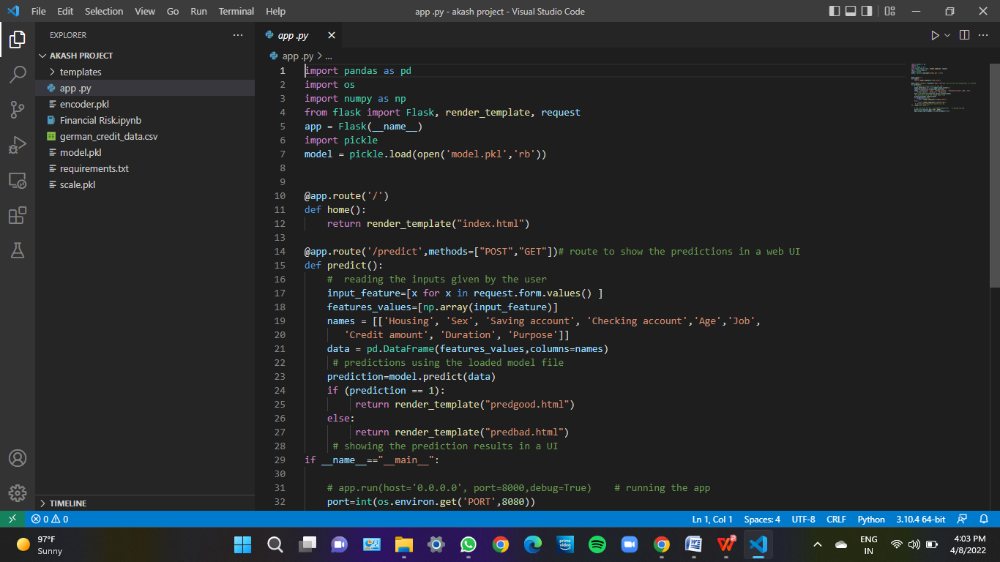 File Edit Selection View Go Run Terminal Help
app .py - akash project - Visual Studio Code
EXPLORER
AKASH PROJECT
templates
app .py
encoder.pkl
Financial Risk.ipynb
german_credit_data.csv
model.pkl
requirements.txt
scale.pkl
TIMELINE
app .py
app .py > ...
1 import pandas as pd
2 import os
3 import numpy as np
4 from flask import Flask, render_template, request
5 app = Flask(__name__)
6 import pickle
7 model = pickle.load(open('model.pkl','rb'))
8
9
10 @app.route('/')
11 def home():
12 return render_template("index.html")
13
14 @app.route('/predict',methods=["POST","GET"])# route to show the predictions in a web UI
15 def predict():
16 #  reading the inputs given by the user
17 input_feature=[x for x in request.form.values() ]
18 features_values=[np.array(input_feature)]
19 names = [['Housing', 'Sex', 'Saving account', 'Checking account','Age','Job',
20 'Credit amount', 'Duration', 'Purpose']]
21 data = pd.DataFrame(features_values,columns=names)
22 # predictions using the loaded model file
23 prediction=model.predict(data)
24 if (prediction == 1):
25 return render_template("predgood.html")
26 else:
27 return render_template("predbad.html")
28 # showing the prediction results in a UI
29 if __name__=="__main__":
30
31 # app.run(host='0.0.0.0', port=8000,debug=True)    # running the app
32 port=int(os.environ.get('PORT',8080))
0 0
Ln 1, Col 1 Spaces: 4 UTF-8 CRLF Python 3.10.4 64-bit
97°F
Sunny
prime
video
ENG
IN
4:03 PM
4/8/2022